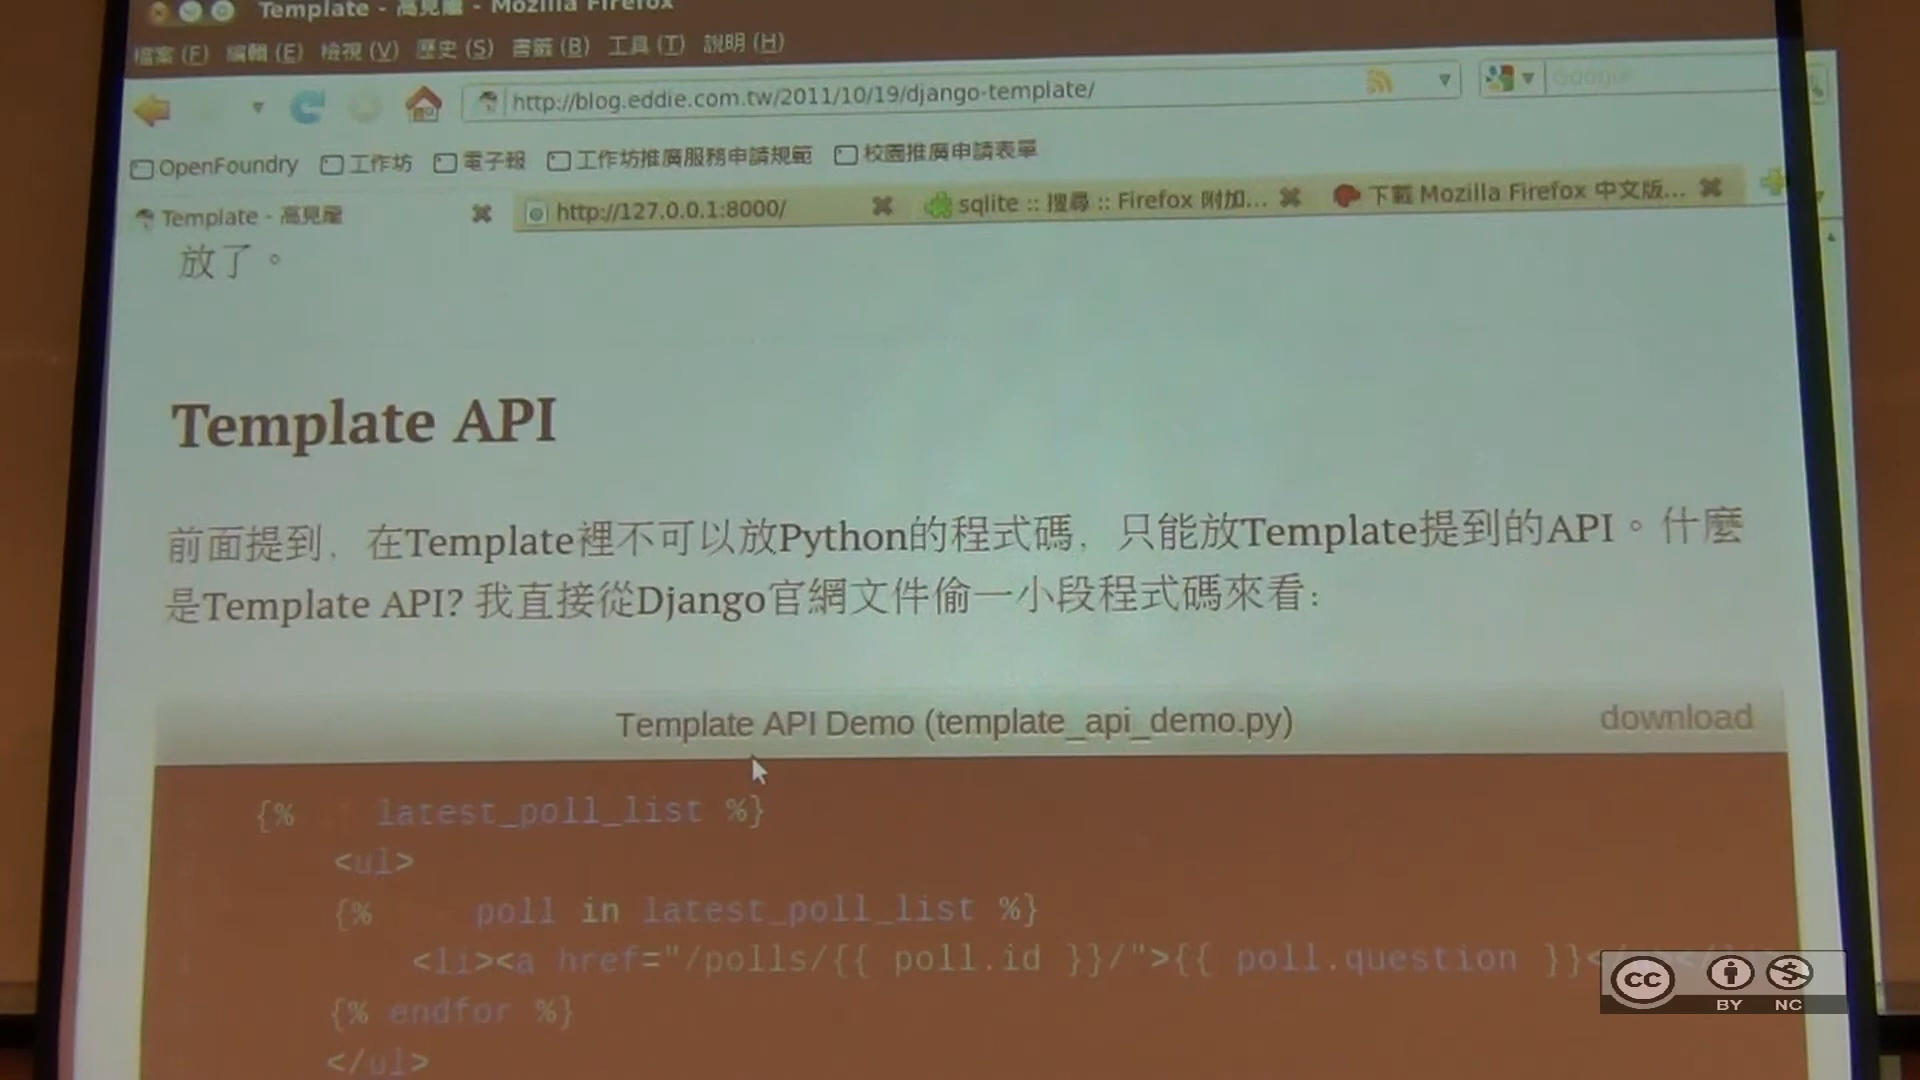 Template - 高見龍 - Mozilla Firefox
檔案 (F) 編輯 (E) 檢視 (V) 歷史 (S) 書籤 (B) 工具 (T) 說明 (H)
http://blog.eddie.com.tw/2011/10/19/django-template/ Google
OpenFoundry 工作坊 電子報 工作坊推廣服務申請規範 校園推廣申請表單
Template - 高見龍 http://127.0.0.1:8000/ sqlite :: 搜尋 :: Firefox 附加... 下載 Mozilla Firefox 中文版...
放了。
Template API
前面提到，在Template裡不可以放Python的程式碼，只能放Template提到的API。什麼
是Template API? 我直接從Django官網文件偷一小段程式碼來看：
Template API Demo (template_api_demo.py) download
{% latest_poll_list %}
<ul>
{% poll in latest_poll_list %}
<li><a href="/polls/{{ poll.id }}/">{{ poll.question }}<
{% endfor %}
</ul>
CC BY NC